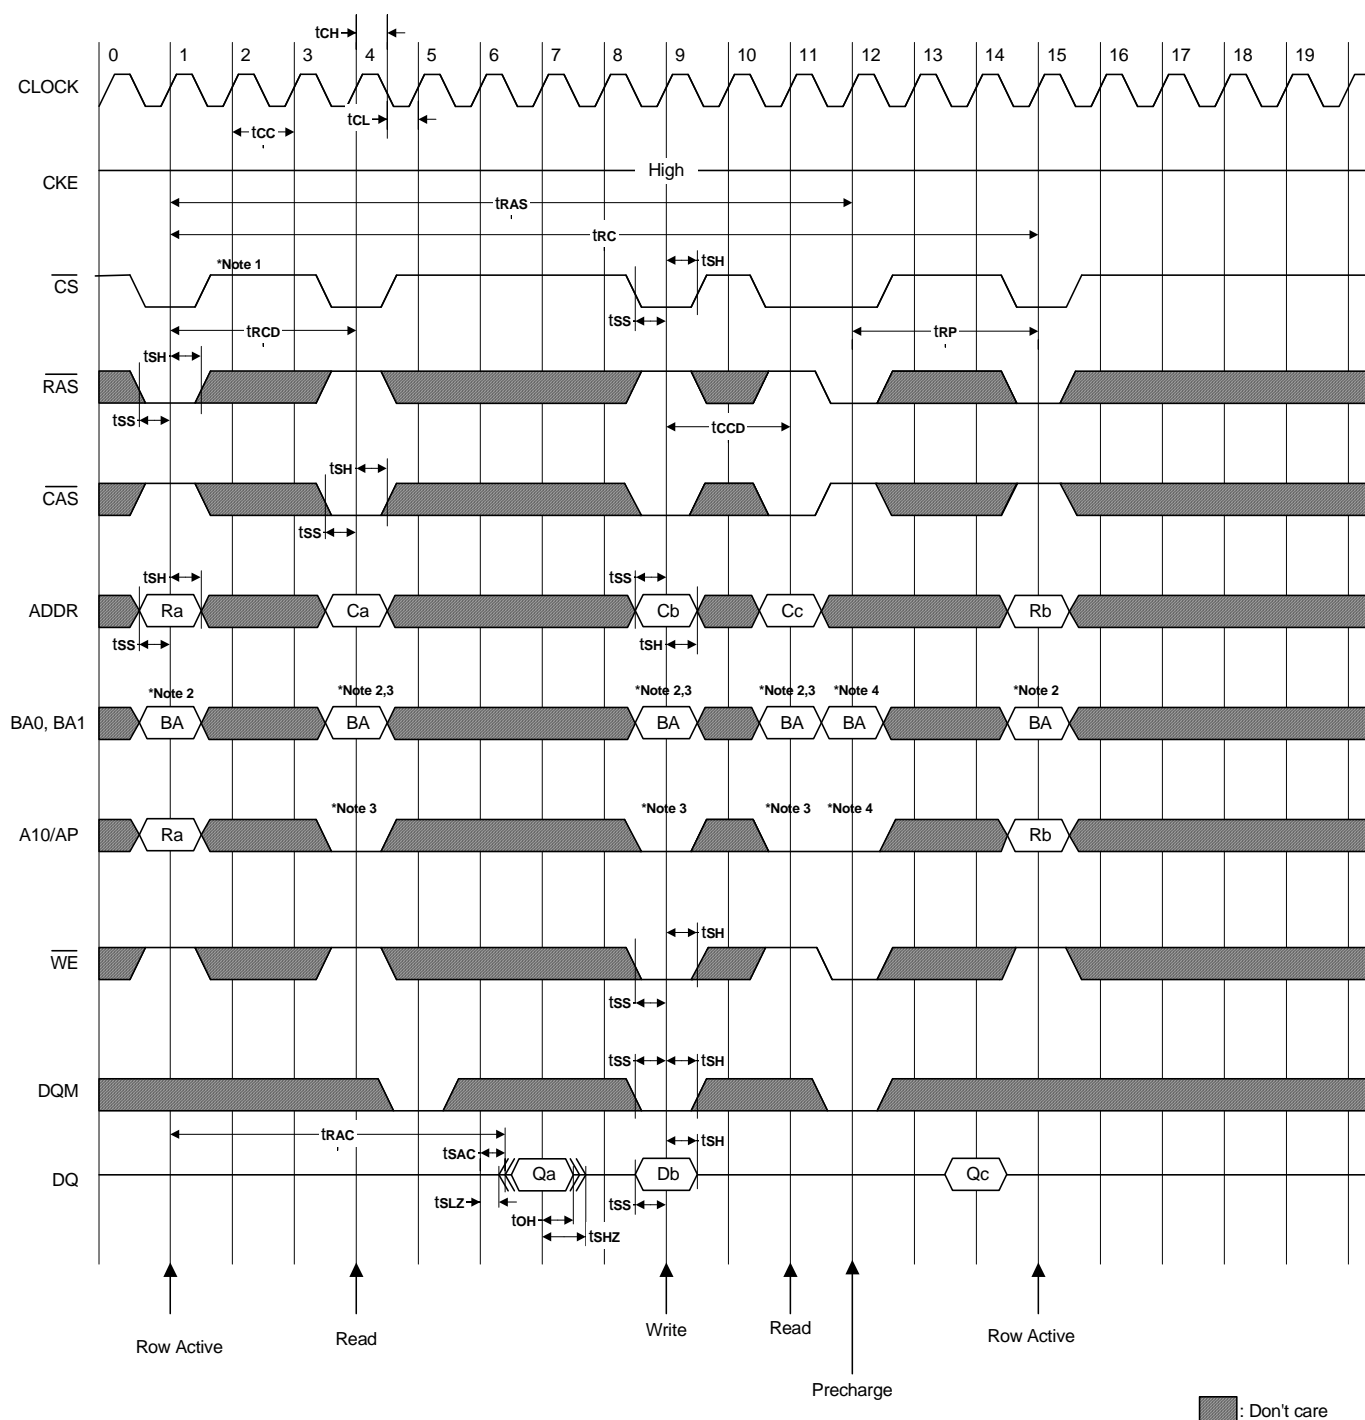 tCH
0 1 2 3 4 5 6 7 8 9 10 11 12 13 14 15 16 17 18 19
CLOCK
tCL
tCC
High
CKE
tRAS
tRC
*Note 1
tSH
CS
tSS
tRCD
tRP
tSH
RAS
tSS
tCCD
tSH
CAS
tSS
tSH
tSS
ADDR Ra Ca Cb Cc Rb
tSS
tSH
*Note 2 *Note 2,3 *Note 2,3 *Note 2,3 *Note 4 *Note 2
BA0, BA1 BA BA BA BA BA BA
*Note 3 *Note 3 *Note 3 *Note 4
A10/AP Ra Rb
tSH
WE
tSS
tSS tSH
DQM
tRAC
tSH
tSAC
DQ Qa Db Qc
tSLZ
tSS
tOH
tSHZ
Row Active Read Write Read Row Active
Precharge
: Don't care